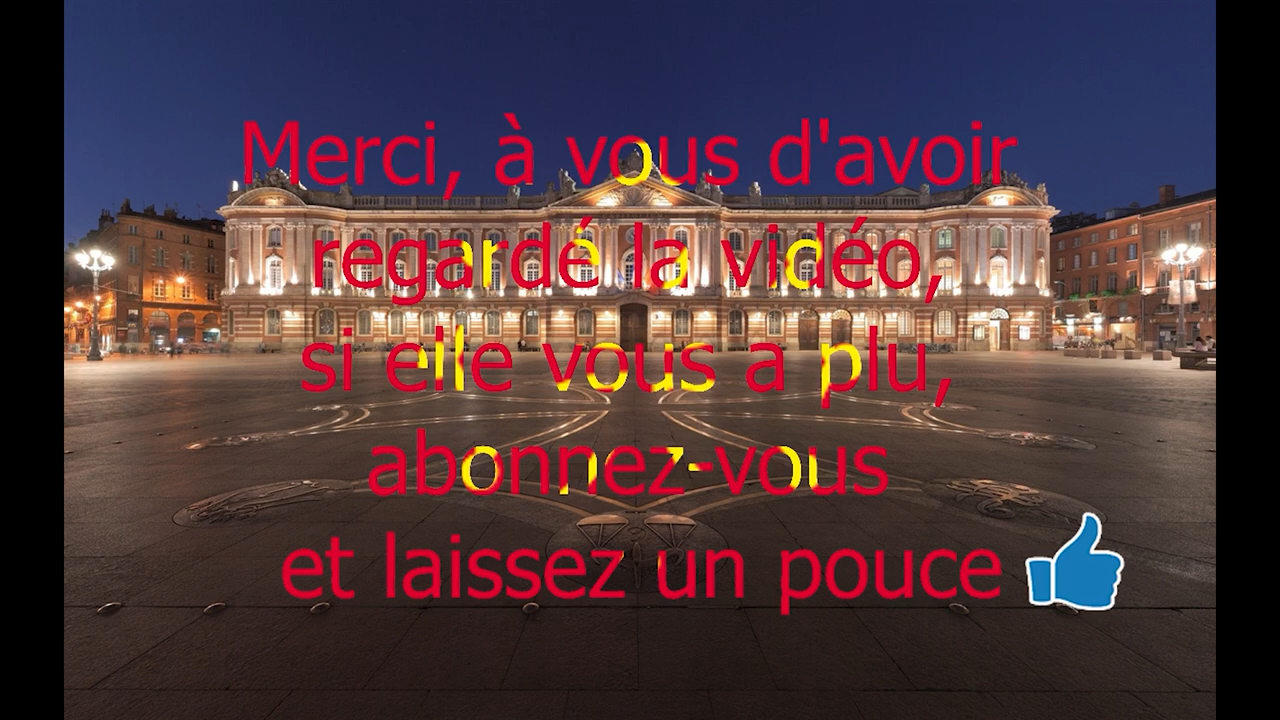 Merci, à vous d'avoir
regardé la vidéo,
si elle vous a plu,
abonnez-vous
et laissez un pouce